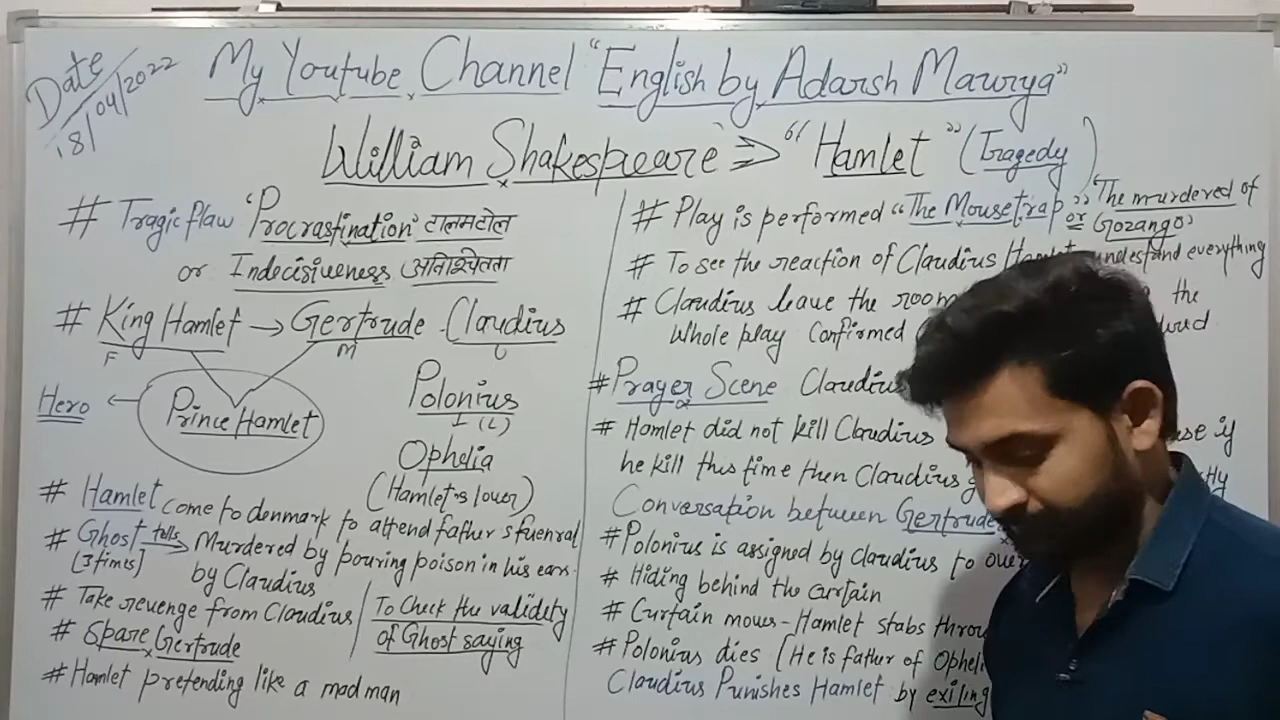 Date
18/04/2022
My Youtube Channel "English by Adarsh Mawrya"
William Shakespeare => "Hamlet" (Tragedy)
# Tragic flaw 'Procrastination' टालमटोल
or Indecisiveness अनिश्चितता
# King Hamlet → Gertrude - Claudius
F M U
Hero ← Prince Hamlet
Polonius
(L)
Ophelia
(Hamlet's lover)
# Hamlet come to denmark to attend father's fuenral
# Ghost tells → Murdered by pouring poison in his ears.
[3 times] by Claudius
# Take revenge from Claudius
# Spare Gertrude
To Check the validety
of Ghost saying
# Hamlet pretending like a mad man
# Play is performed "The Mousetrap" or "The murdered of
Gozango"
# To see the reaction of Claudius understand everything
# Claudius leave the room the
whole play confirmed
# Prayer Scene Claudius
# Hamlet did not kill Claudius if
he kill this time then Claudius
Conversation between Gertrude
# Polonius is assigned by Claudius to
# Hiding behind the curtain
# Curtain moves - Hamlet stabs
# Polonius dies (He is father of
Claudius Punishes Hamlet by exiling